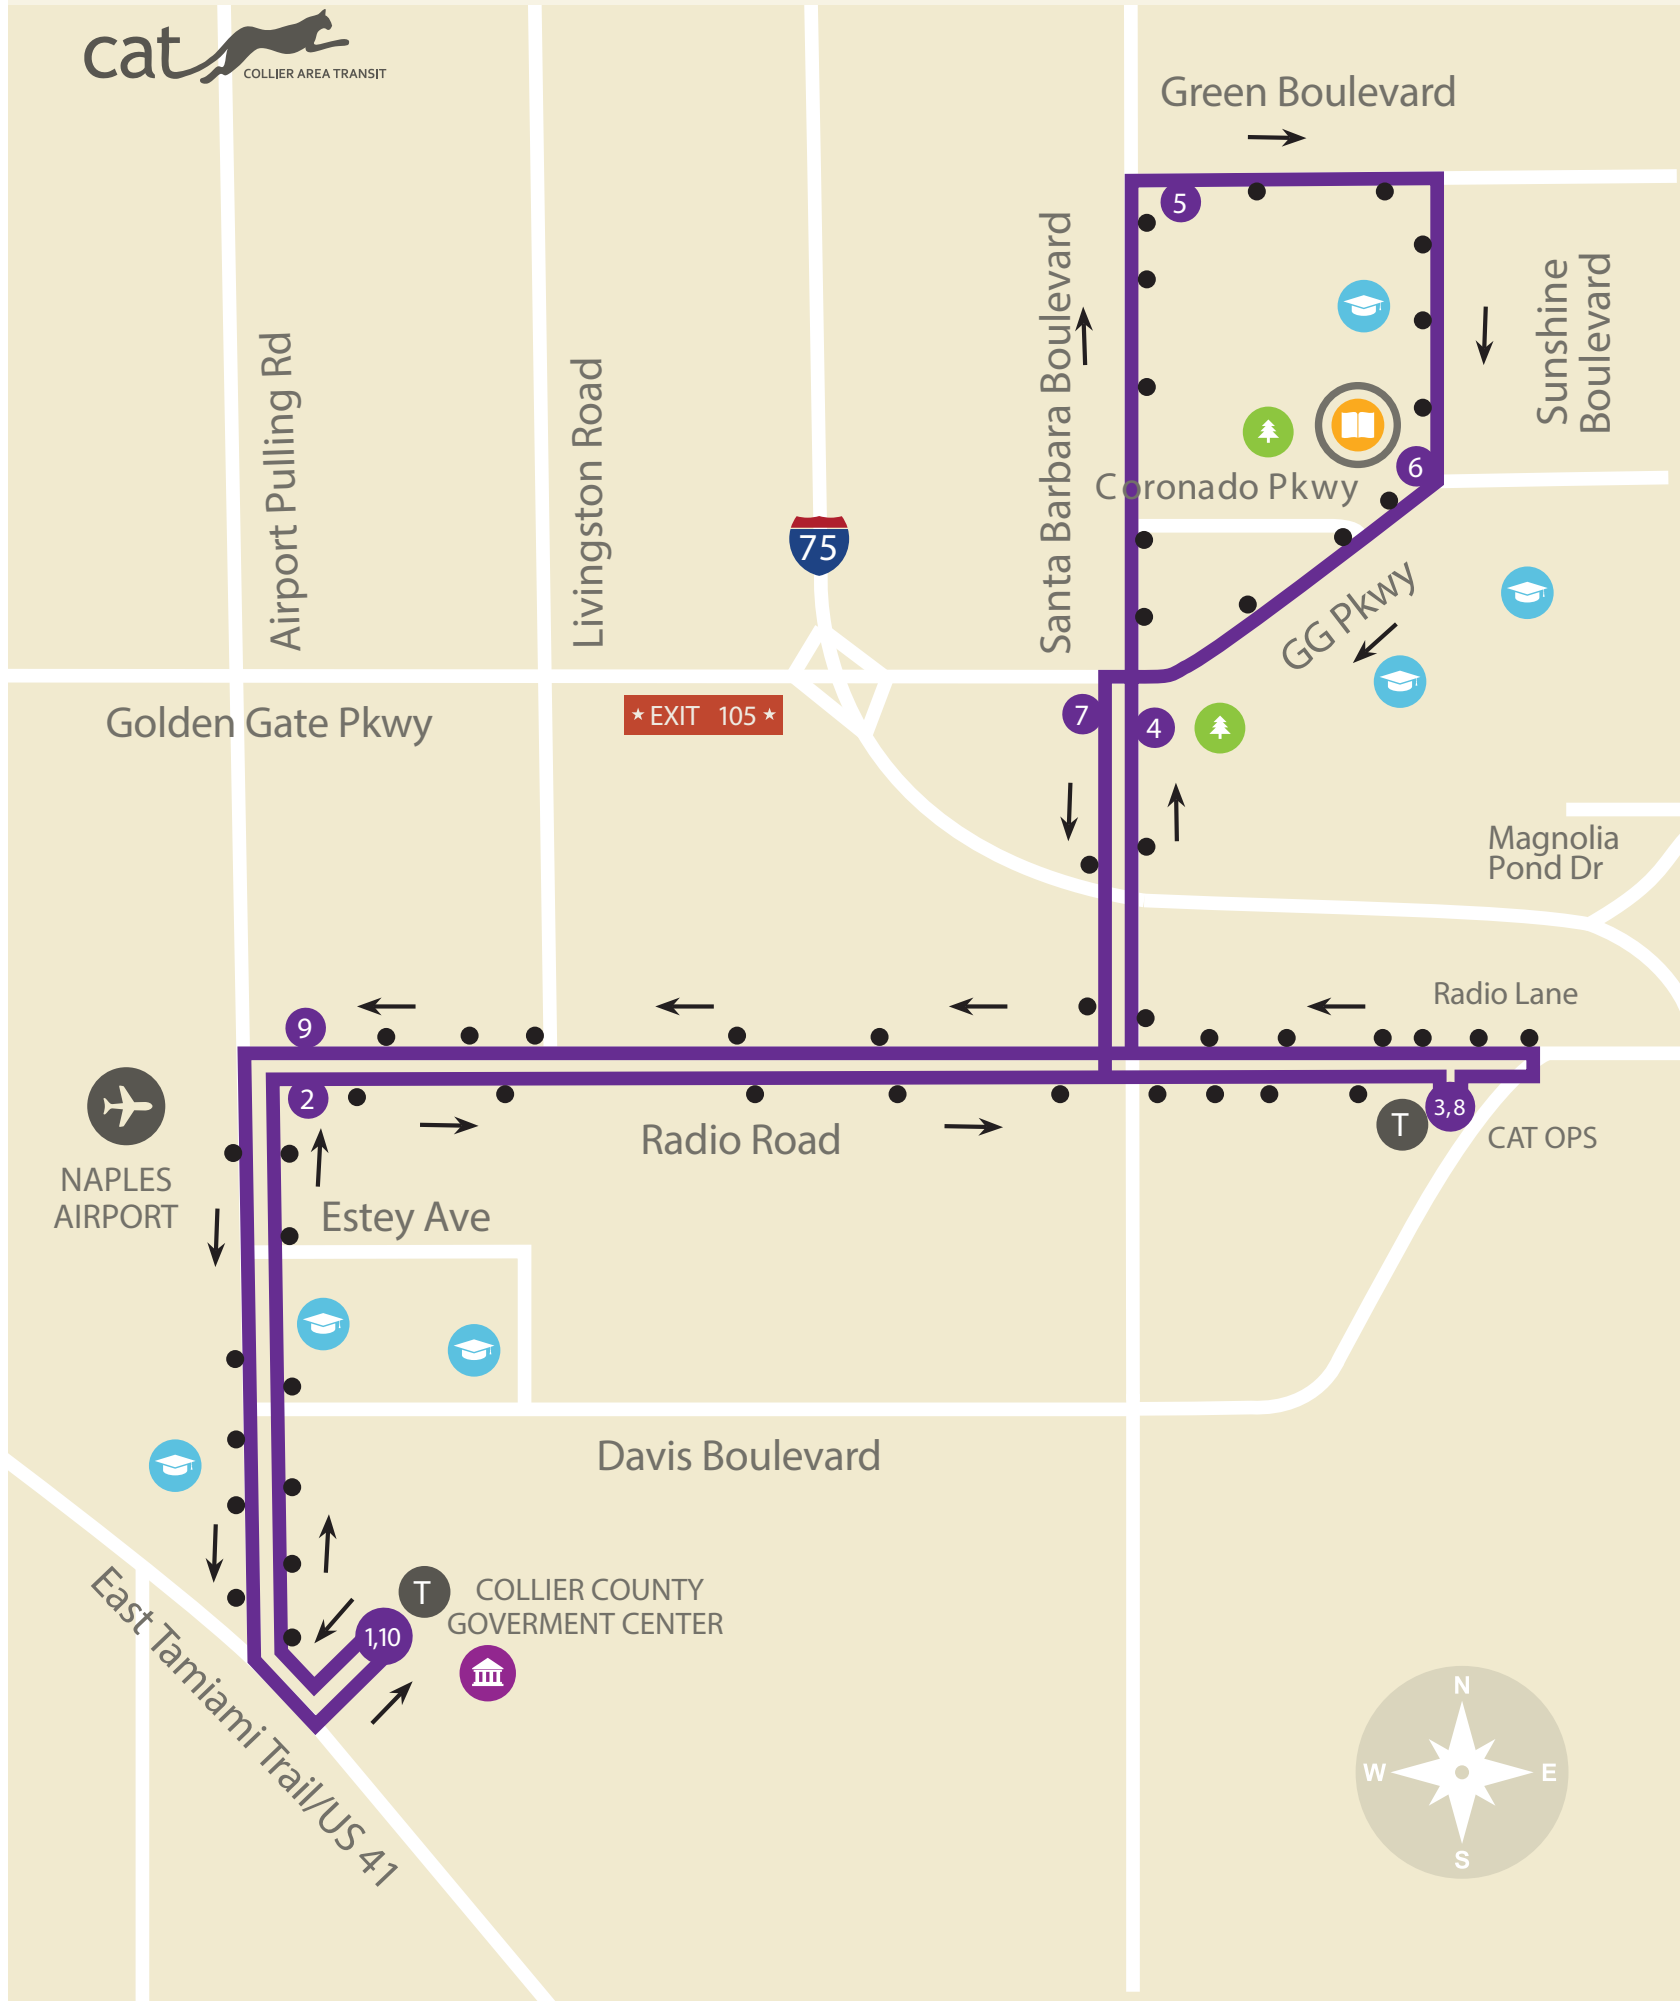 cat
COLLIER AREA TRANSIT
Green Boulevard
5
Santa Barbara Boulevard
Sunshine
Boulevard
Airport Pulling Rd
Livingston Road
6
Coronado Pkwy
75
GG Pkwy
Golden Gate Pkwy
EXIT 105
7
4
Magnolia
Pond Dr
Radio Lane
9
2
3,8
T
CAT OPS
Radio Road
NAPLES
AIRPORT
Estey Ave
Davis Boulevard
T
COLLIER COUNTY
GOVERMENT CENTER
1,10
East Tamiami Trail/US 41
N
W
E
S